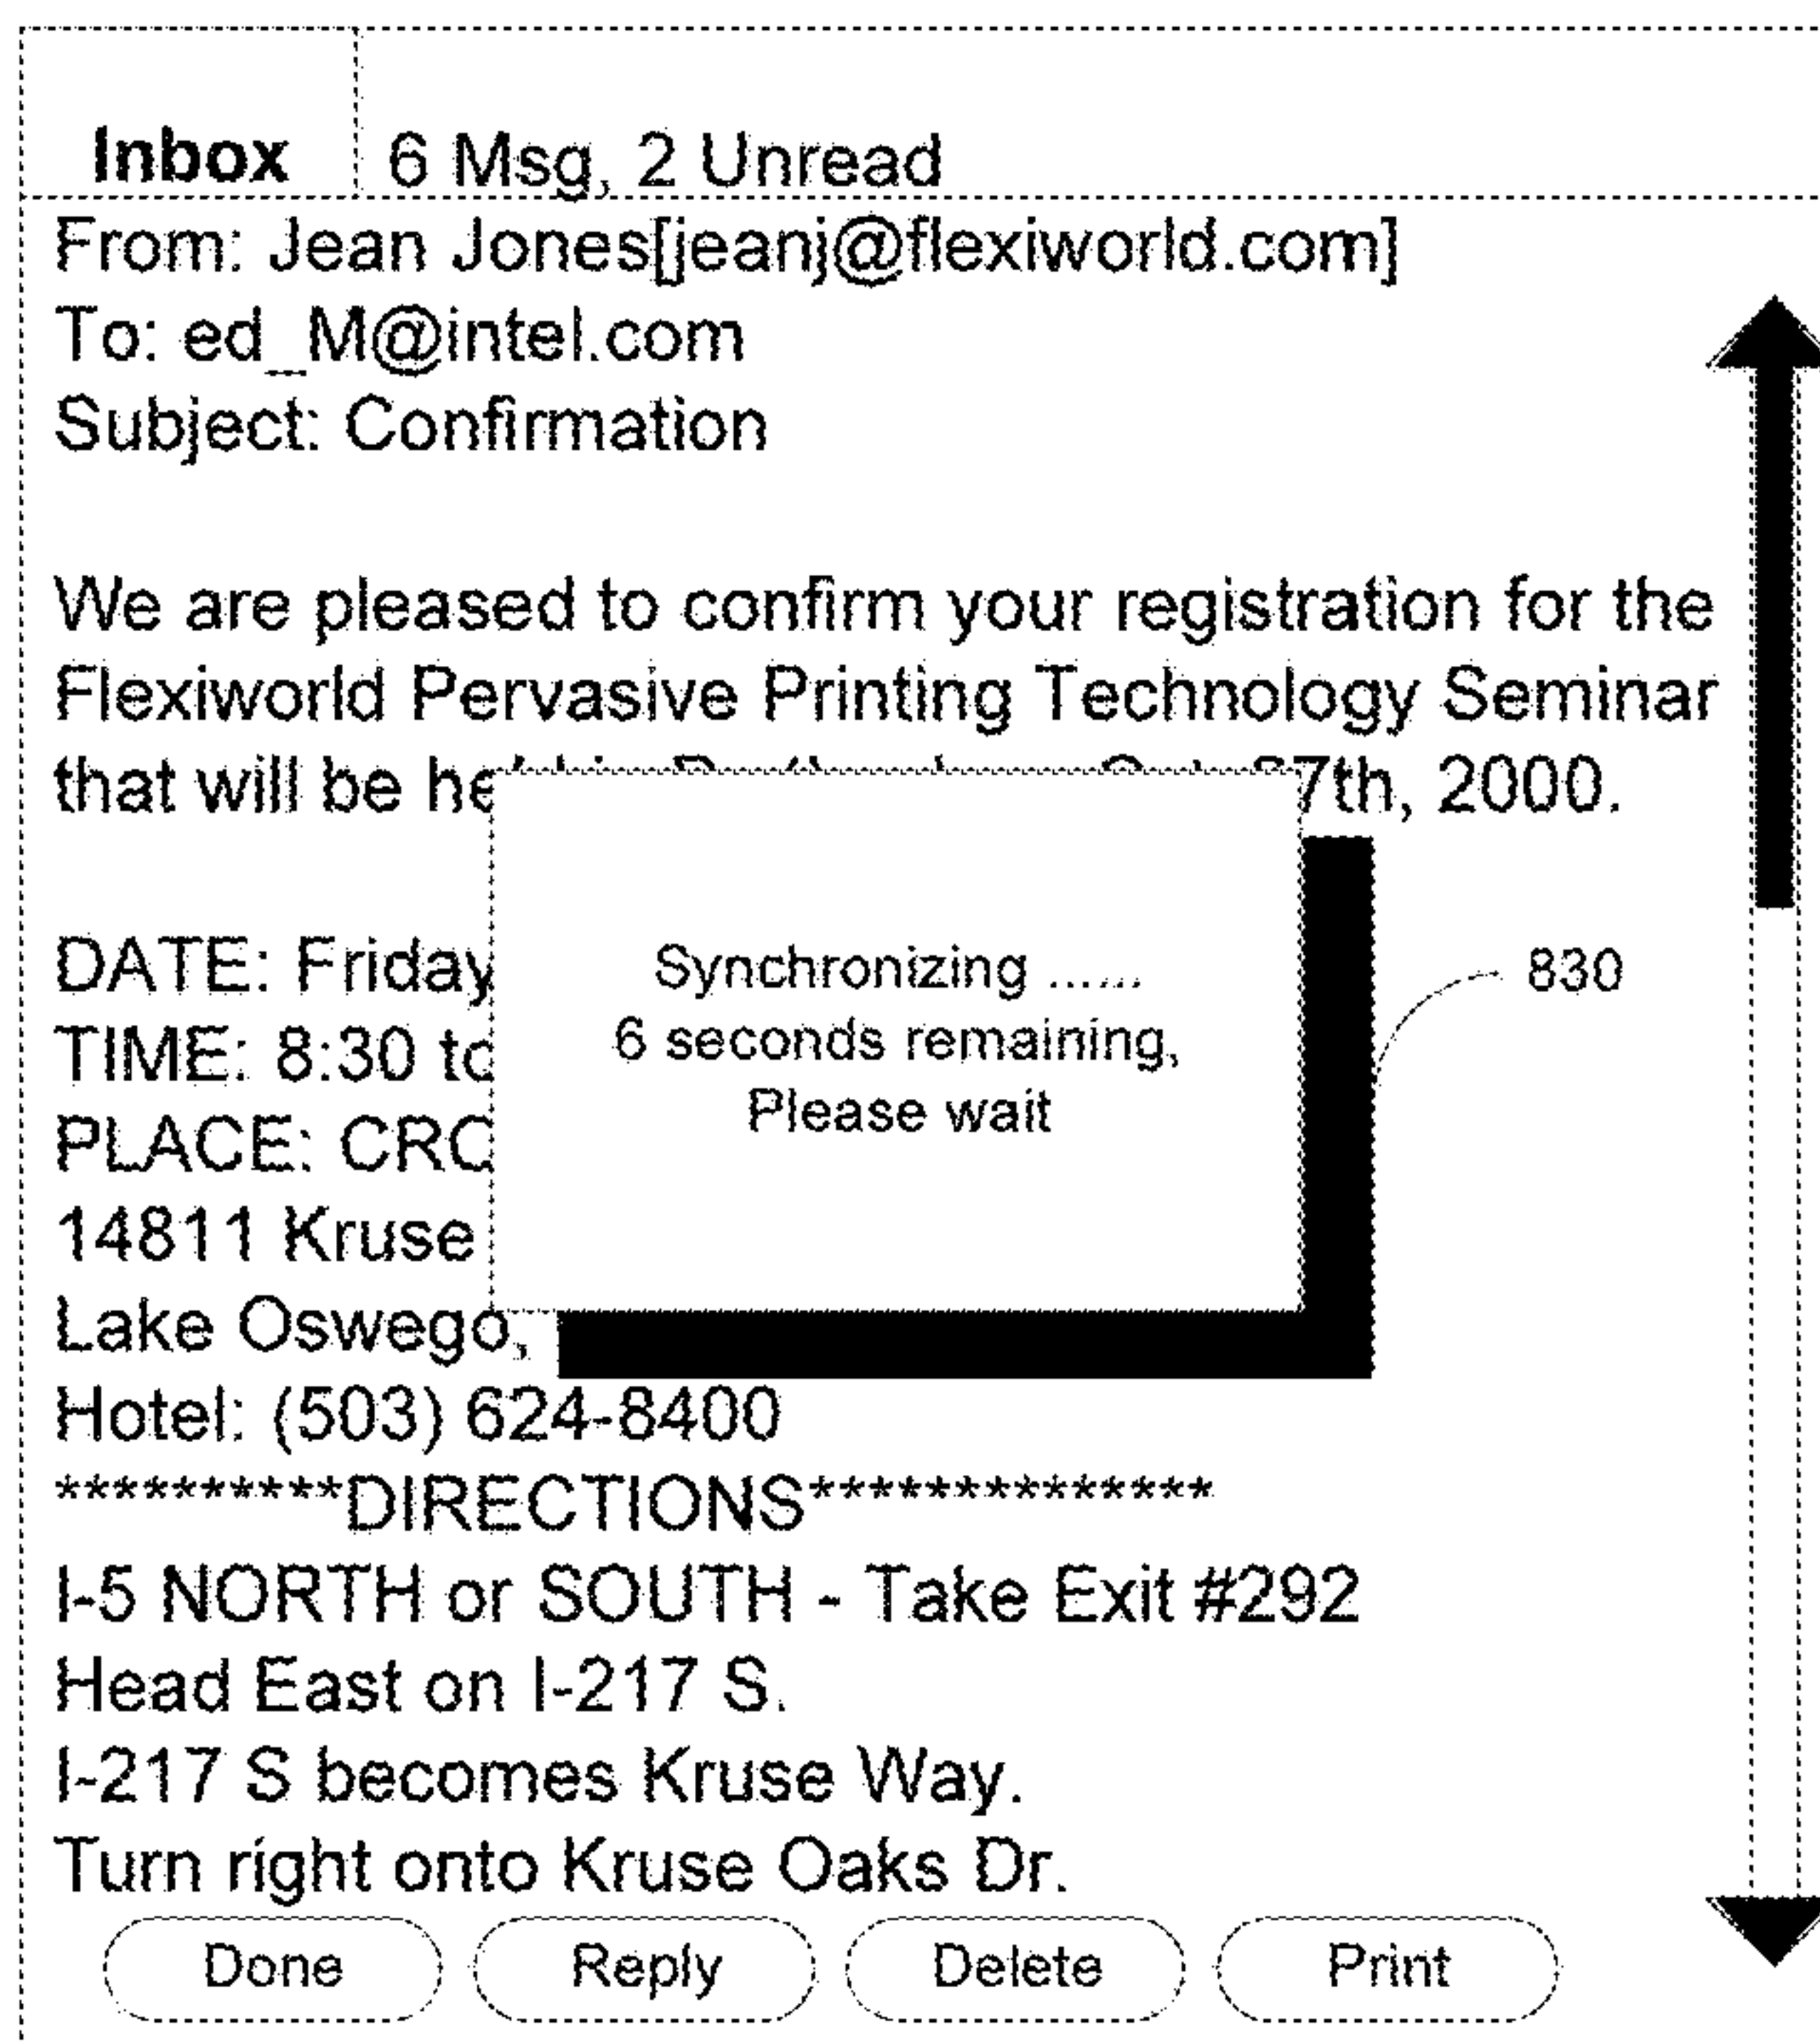 Inbox 6 Msg, 2 Unread
From: Jean Jones[jeanj@flexiworld.com]
To: ed_M@intel.com
Subject: Confirmation
We are pleased to confirm your registration for the
Flexiworld Pervasive Printing Technology Seminar
that will be 7th, 2000.
DATE: Friday
TIME: 8:30 to
PLACE:
14811 Kruse
Lake Oswego,
Synchronizing ......
6 seconds remaining,
Please wait
830
Hotel: (503) 624-8400
**********DIRECTIONS**************
I-5 NORTH or SOUTH - Take Exit #292
Head East on I-217 S.
I-217 S becomes Kruse Way.
Turn right onto Kruse Oaks Dr.
Done Reply Delete Print